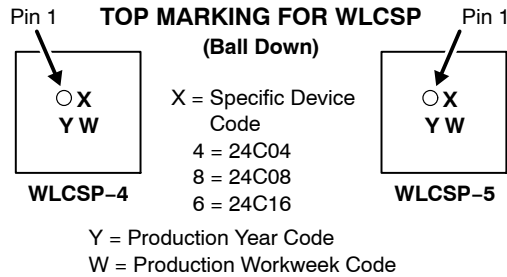 TOP MARKING FOR WLCSP
(Ball Down)
Pin 1
X
Y W
WLCSP–4
X = Specific Device
Code
4 = 24C04
8 = 24C08
6 = 24C16
Pin 1
X
Y W
WLCSP–5
Y = Production Year Code
W = Production Workweek Code